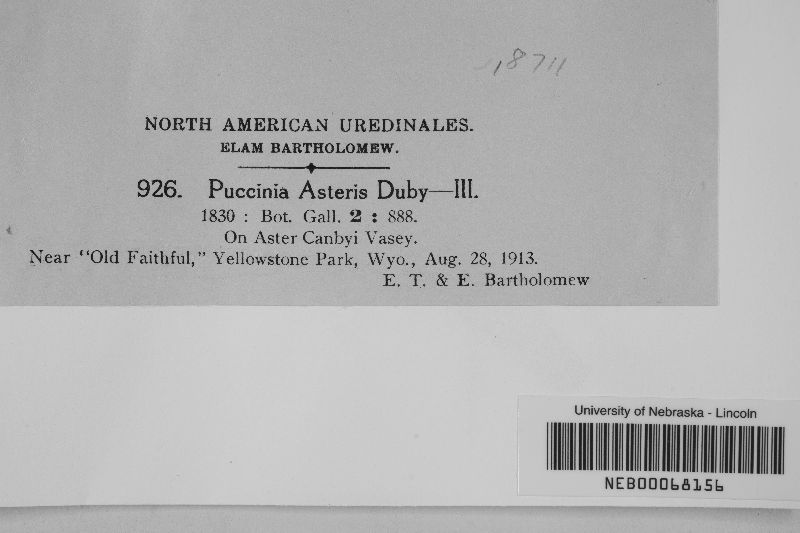 18711
NORTH AMERICAN UREDINALES.
ELAM BARTHOLOMEW.
926. Puccinia Asteris Duby—III.
1830 : Bot. Gall. 2 : 888.
On Aster Canbyi Vasey.
Near "Old Faithful," Yellowstone Park, Wyo., Aug. 28, 1913.
E. T. & E. Bartholomew
University of Nebraska - Lincoln
NEB00068156